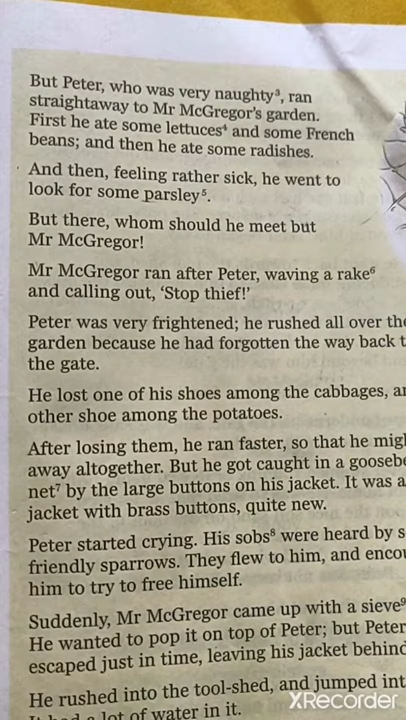 But Peter, who was very naughty³, ran
straightaway to Mr McGregor's garden.
First he ate some lettuces⁴ and some French
beans; and then he ate some radishes.
And then, feeling rather sick, he went to
look for some parsley⁵.
But there, whom should he meet but
Mr McGregor!
Mr McGregor ran after Peter, waving a rake⁶
and calling out, 'Stop thief!'
Peter was very frightened; he rushed all over the
garden because he had forgotten the way back
the gate.
He lost one of his shoes among the cabbages,
other shoe among the potatoes.
After losing them, he ran faster, so that he
away altogether. But he got caught in a
net⁷ by the large buttons on his jacket. It was a
jacket with brass buttons, quite new.
Peter started crying. His sobs⁸ were heard by
friendly sparrows. They flew to him, and
him to try to free himself.
Suddenly, Mr McGregor came up with a sieve⁹
He wanted to pop it on top of Peter; but Peter
escaped just in time, leaving his jacket behind
He rushed into the tool-shed, and jumped
It had a lot of water in it.
XRecorder